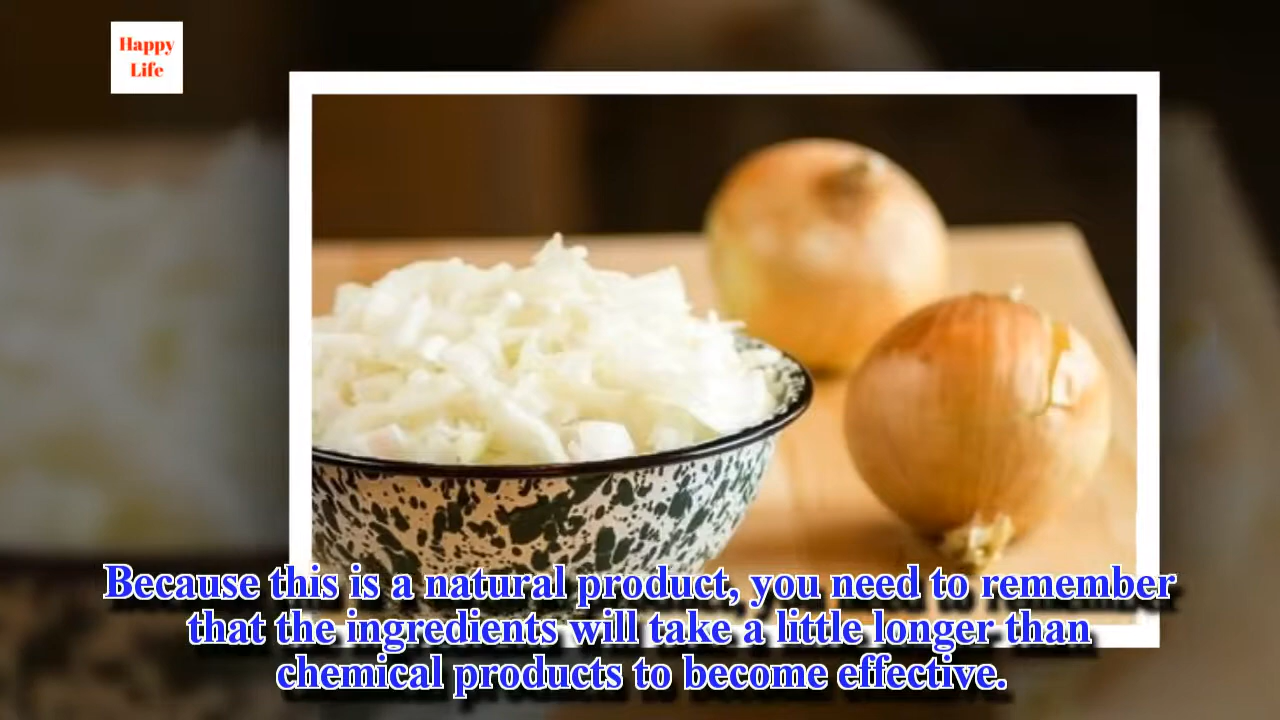 Happy
Life
Because this is a natural product, you need to remember
that the ingredients will take a little longer than
chemical products to become effective.